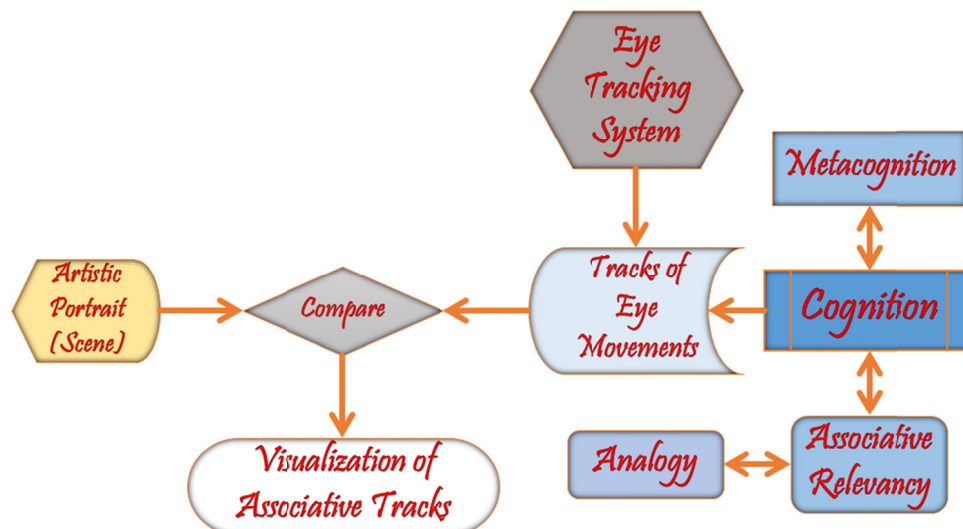 Eye
Tracking
System
Metacognition
Artistic
Portrait
(Scene)
Compare
Tracks of
Eye
Movements
Cognition
Visualization of
Associative Tracks
Analogy
Associative
Relevancy